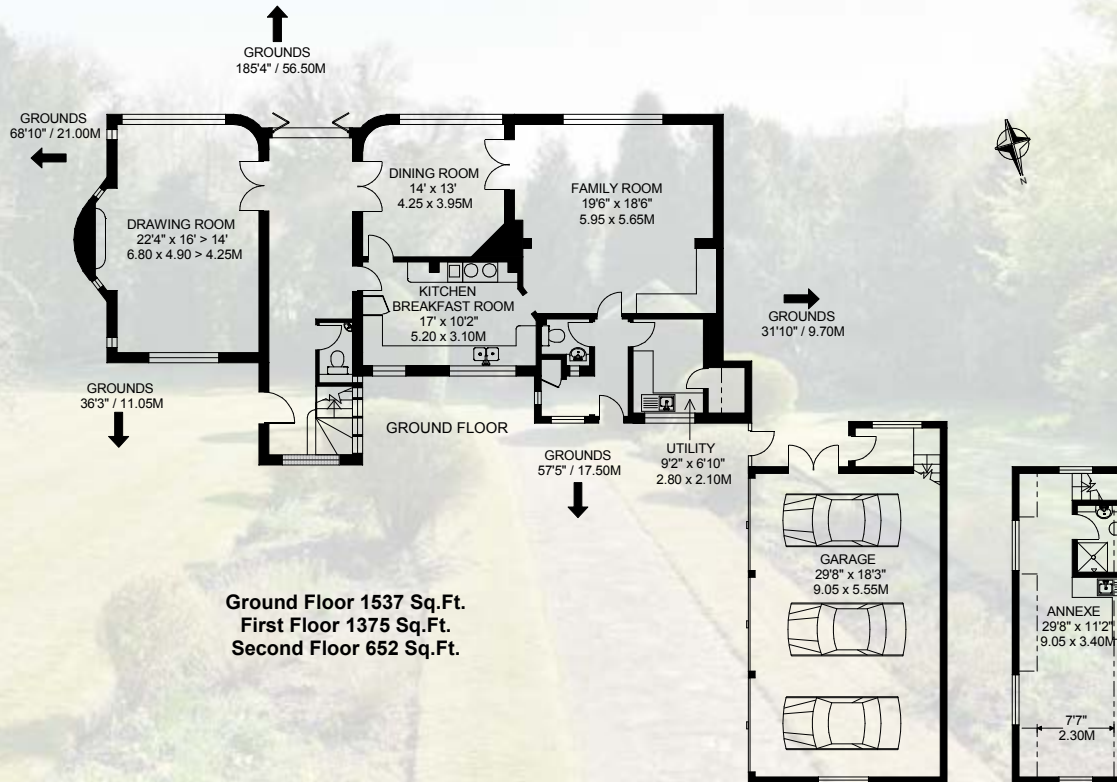 GROUNDS
185'4" / 56.50M
GROUNDS
68'10" / 21.00M
N
DRAWING ROOM
22'4" x 16' > 14'
6.80 x 4.90 > 4.25M
DINING ROOM
14' x 13'
4.25 x 3.95M
FAMILY ROOM
19'6" x 18'6"
5.95 x 5.65M
KITCHEN
BREAKFAST ROOM
17' x 10'2"
5.20 x 3.10M
GROUNDS
31'10" / 9.70M
GROUNDS
36'3" / 11.05M
GROUND FLOOR
GROUNDS
57'5" / 17.50M
UTILITY
9'2" x 6'10"
2.80 x 2.10M
GARAGE
29'8" x 18'3"
9.05 x 5.55M
ANNEXE
29'8" x 11'2"
9.05 x 3.40M
7'7"
2.30M
Ground Floor 1537 Sq.Ft.
First Floor 1375 Sq.Ft.
Second Floor 652 Sq.Ft.